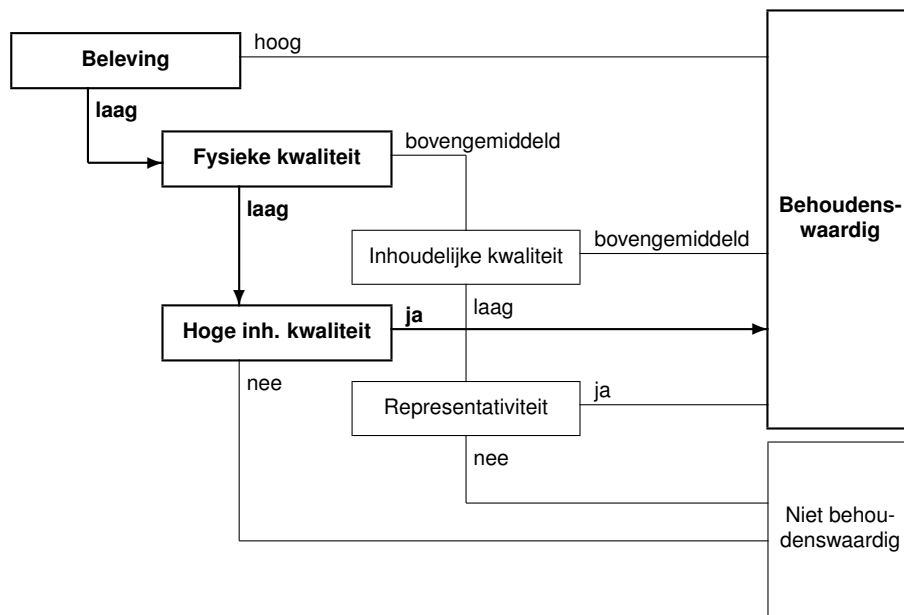 hoog
Beleving
laag
bovengemiddeld
Fysieke kwaliteit
laag
Behoudens-
waardig
bovengemiddeld
Inhoudelijke kwaliteit
laag
ja
Hoge inh. kwaliteit
nee
ja
Representativiteit
nee
Niet behou-
denswaardig